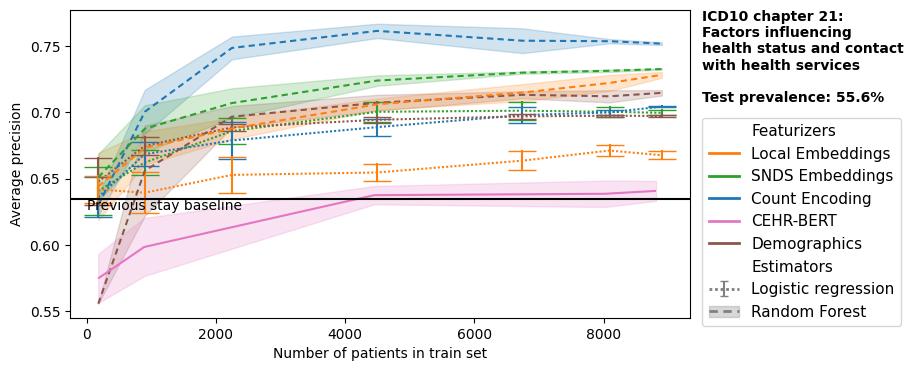 0.75
0.70
0.65
0.60
0.55
Average precision
Previous stay baseline
0
2000
4000
6000
8000
Number of patients in train set
ICD10 chapter 21:
Factors influencing
health status and contact
with health services
Test prevalence: 55.6%
Featurizers
Local Embeddings
SNDS Embeddings
Count Encoding
CEHR-BERT
Demographics
Estimators
Logistic regression
Random Forest